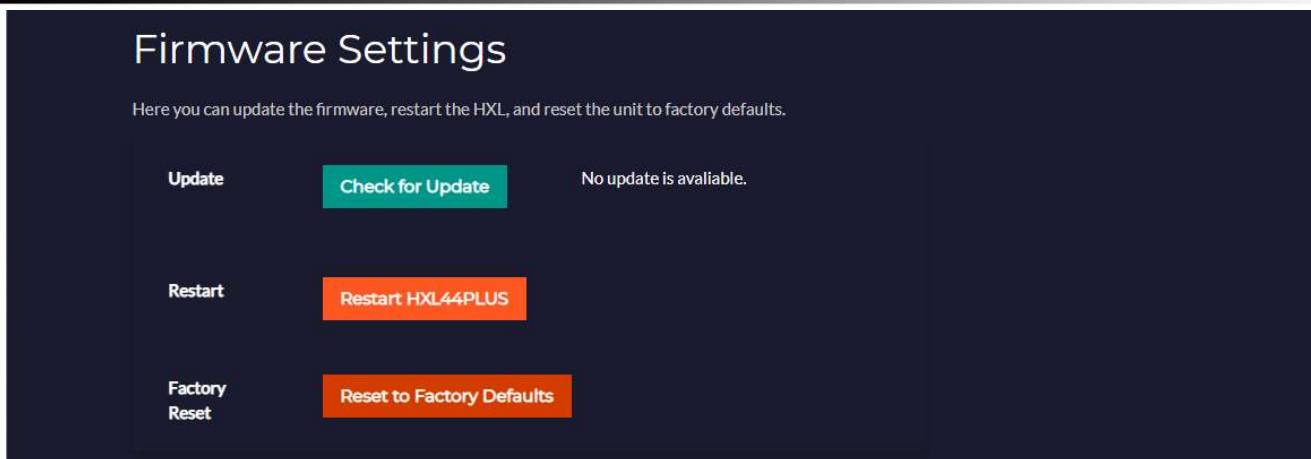 Firmware Settings
Here you can update the firmware, restart the HXL, and reset the unit to factory defaults.
Update
Check for Update
No update is avaliable.
Restart
Restart HXL44PLUS
Factory
Reset
Reset to Factory Defaults